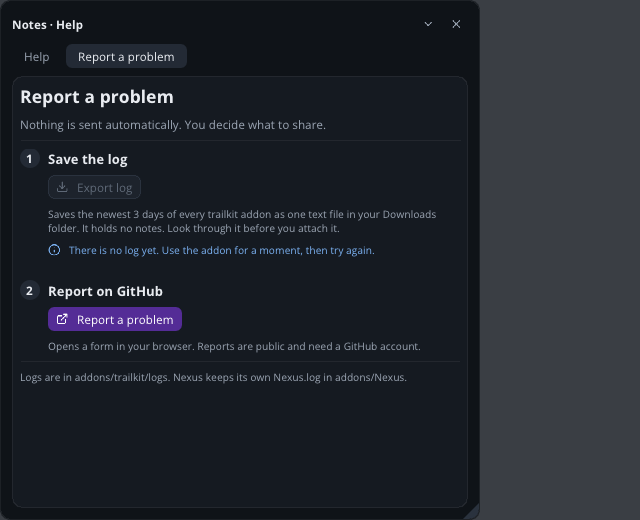 Notes · Help
Help
Report a problem
Report a problem
Nothing is sent automatically. You decide what to share.
1
Save the log
Export log
Saves the newest 3 days of every trailkit addon as one text file in your Downloads
folder. It holds no notes. Look through it before you attach it.
There is no log yet. Use the addon for a moment, then try again.
2
Report on GitHub
Report a problem
Opens a form in your browser. Reports are public and need a GitHub account.
Logs are in addons/trailkit/logs. Nexus keeps its own Nexus.log in addons/Nexus.